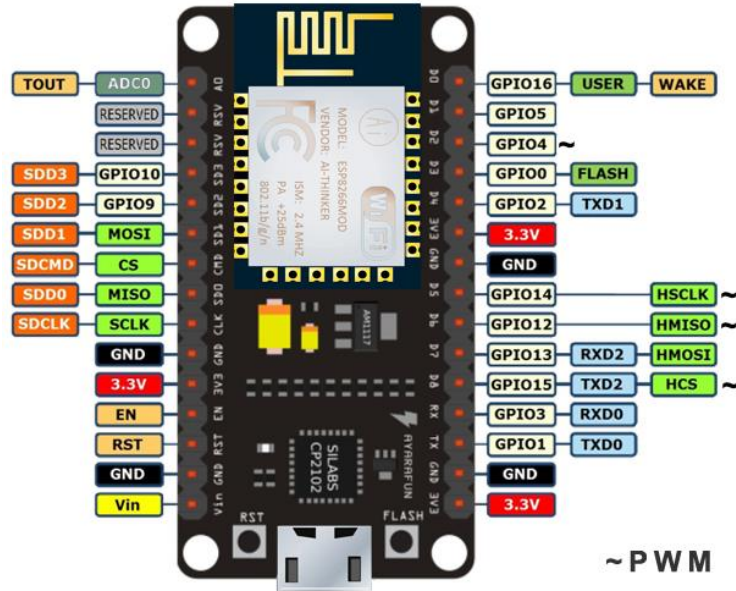 TOUT ADC0 A0 D0 GPIO16 USER WAKE
RESERVED RSV D1 GPIO5
RESERVED RSV D2 GPIO4 ~
SDD3 GPIO10 SD3 D3 GPIO0 FLASH
SDD2 GPIO9 SD2 D4 GPIO2 TXD1
SDD1 MOSI SD1 3V3 3.3V
SDCMD CS CMD GND GND
SDD0 MISO SD0 D5 GPIO14 HSCLK ~
SDCLK SCLK CLK D6 GPIO12 HMISO ~
GND GND D7 GPIO13 RXD2 HMOSI
3.3V 3V3 D8 GPIO15 TXD2 HCS ~
EN EN RX GPIO3 RXD0
RST RST TX GPIO1 TXD0
GND GND GND GND
Vin Vin 3V3 3.3V
Ai
MODEL: ESP8266MOD
VENDOR: AI-THINKER
WiFi
FC
ISM: 2.4 MHZ
PA +25dBm
802.11b/g/n
AM1117
SILABS
CP2102
AYARAFUN
RST
FLASH
~PWM